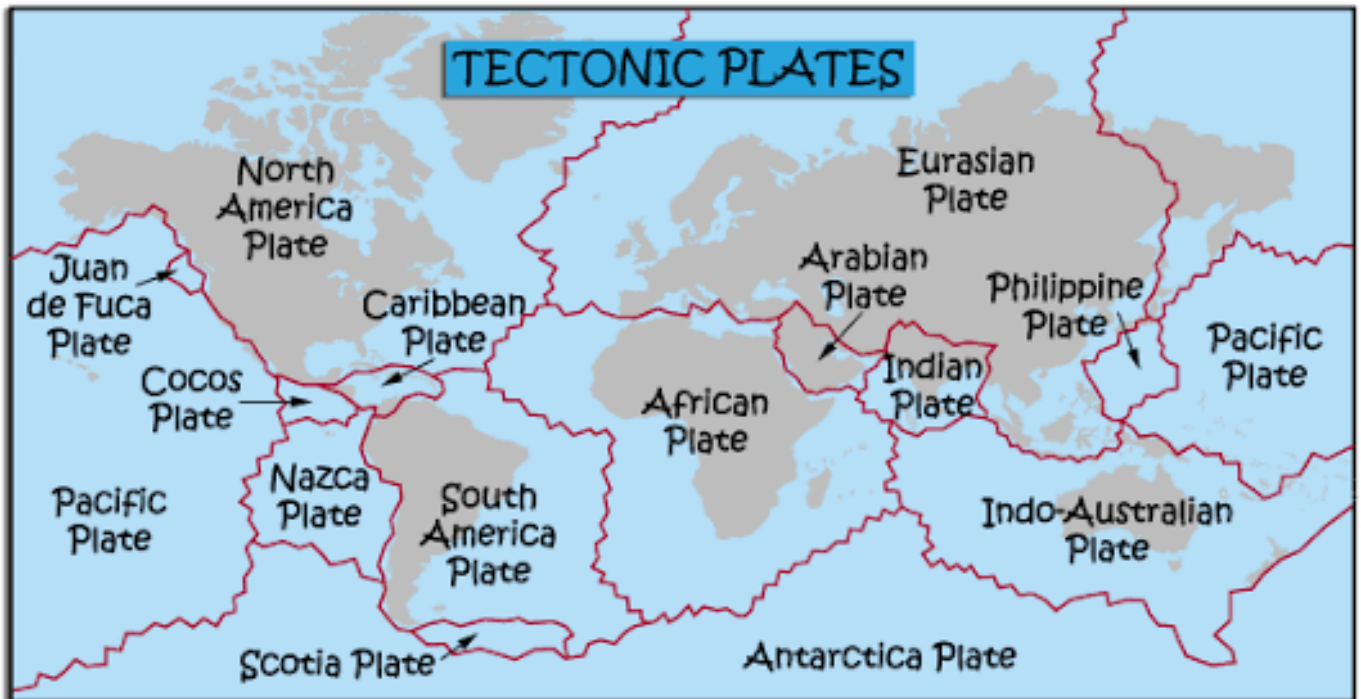 TECTONIC PLATES
North
America
Plate
Eurasian
Plate
Juan
de Fuca
Plate
Caribbean
Plate
Arabian
Plate
Philippine
Plate
Pacific
Plate
Cocos
Plate
African
Plate
Indian
Plate
Nazca
Plate
South
America
Plate
Pacific
Plate
Indo-Australian
Plate
Scotia Plate
Antarctica Plate